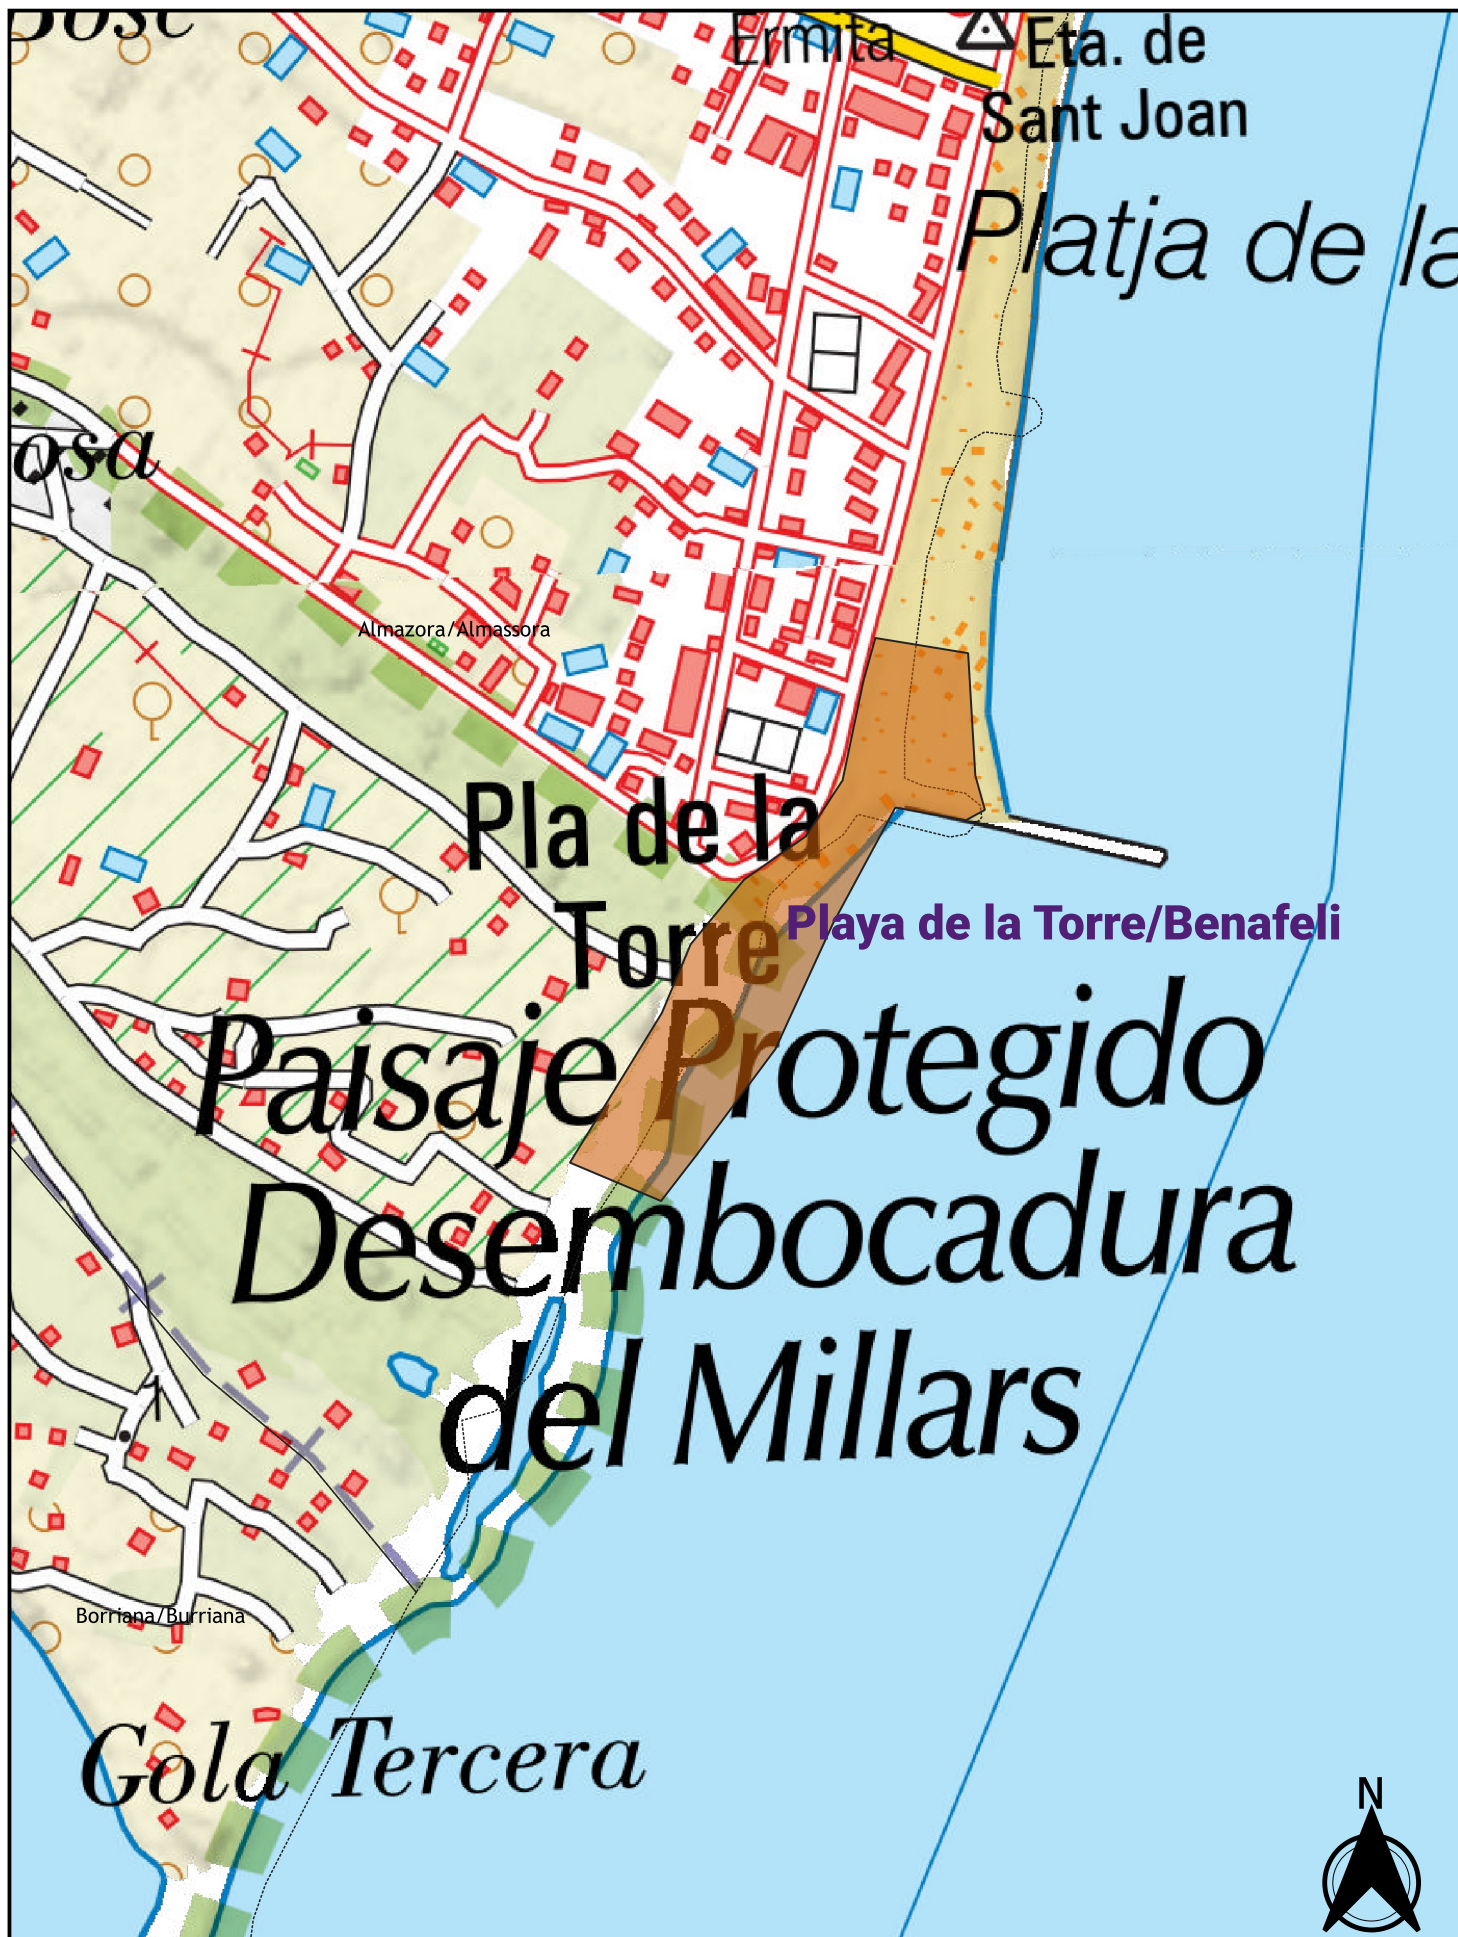 Ermita
Eta. de
Sant Joan
Platja de la
osa
Almazora/Almassora
Pla de la
Torre
Playa de la Torre/Benafeli
Paisaje Protegido
Desembocadura
del Millars
Borriana/Burriana
Gola Tercera
N